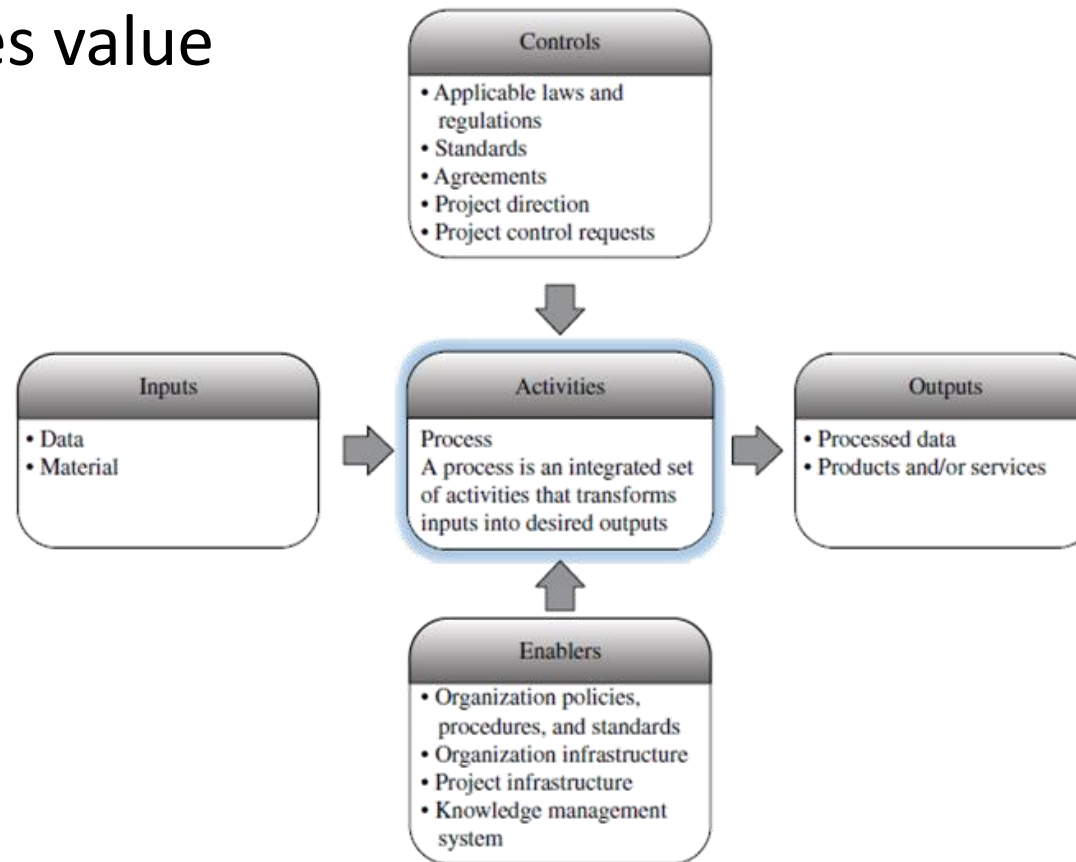 es value
Controls
• Applicable laws and
regulations
• Standards
• Agreements
• Project direction
• Project control requests
Inputs
• Data
• Material
Activities
Process
A process is an integrated set
of activities that transforms
inputs into desired outputs
Outputs
• Processed data
• Products and/or services
Enablers
• Organization policies,
procedures, and standards
• Organization infrastructure
• Project infrastructure
• Knowledge management
system